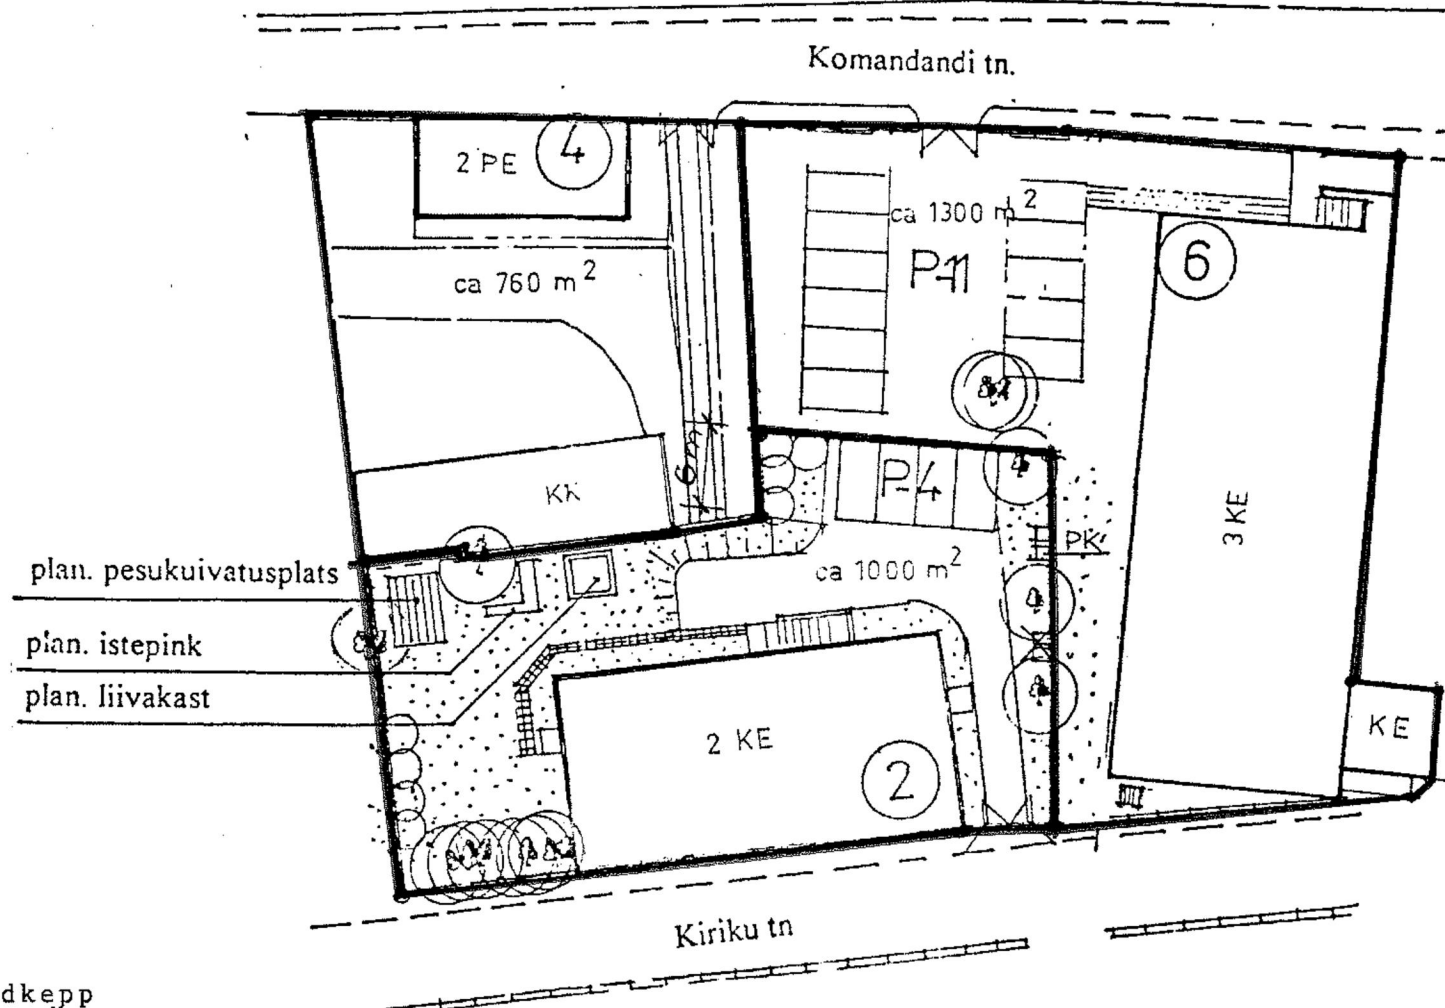 Komandandi tn.
2 PE
4
ca 1300 m²
ca 760 m²
P-11
6
6m
KK
P-4
3 KE
PK
plan. pesukuivatusplats
ca 1000 m²
plan. istepink
plan. liivakast
2 KE
2
KE
Kiriku tn
dkepp